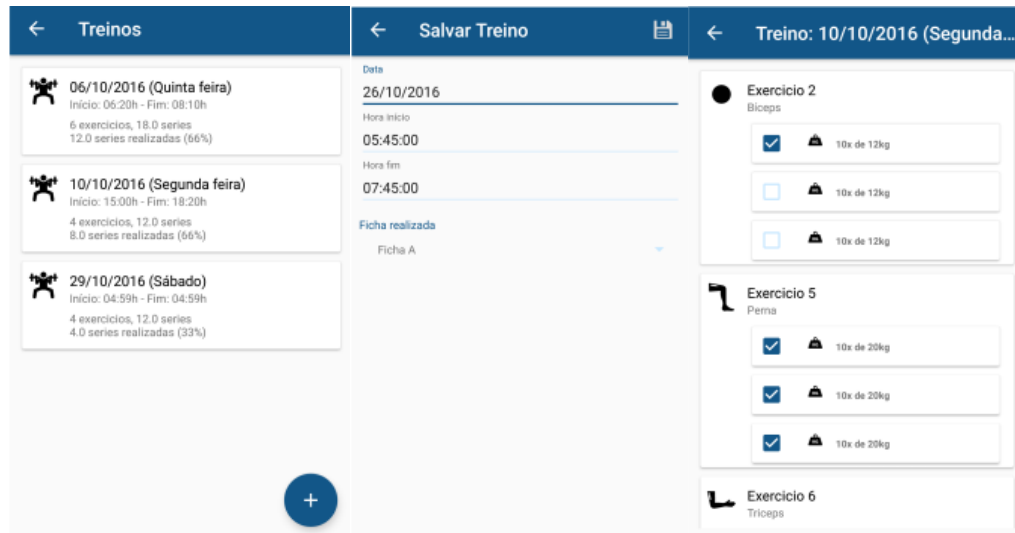 Treinos
06/10/2016 (Quinta feira)
Início: 06:20h - Fim: 08:10h
6 exercicios, 18.0 series
12.0 series realizadas (66%)
10/10/2016 (Segunda feira)
Início: 15:00h - Fim: 18:20h
4 exercicios, 12.0 series
8.0 series realizadas (66%)
29/10/2016 (Sábado)
Início: 04:59h - Fim: 04:59h
4 exercicios, 12.0 series
4.0 series realizadas (33%)
+
Salvar Treino
Data
26/10/2016
Hora início
05:45:00
Hora fim
07:45:00
Ficha realizada
Ficha A
Treino: 10/10/2016 (Segunda...
Exercicio 2
Biceps
10x de 12kg
10x de 12kg
10x de 12kg
Exercicio 5
Perna
10x de 20kg
10x de 20kg
10x de 20kg
Exercicio 6
Triceps